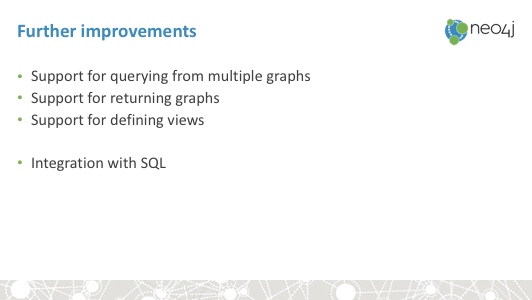 Further improvements
neo4j
• Support for querying from multiple graphs
• Support for returning graphs
• Support for defining views
• Integration with SQL